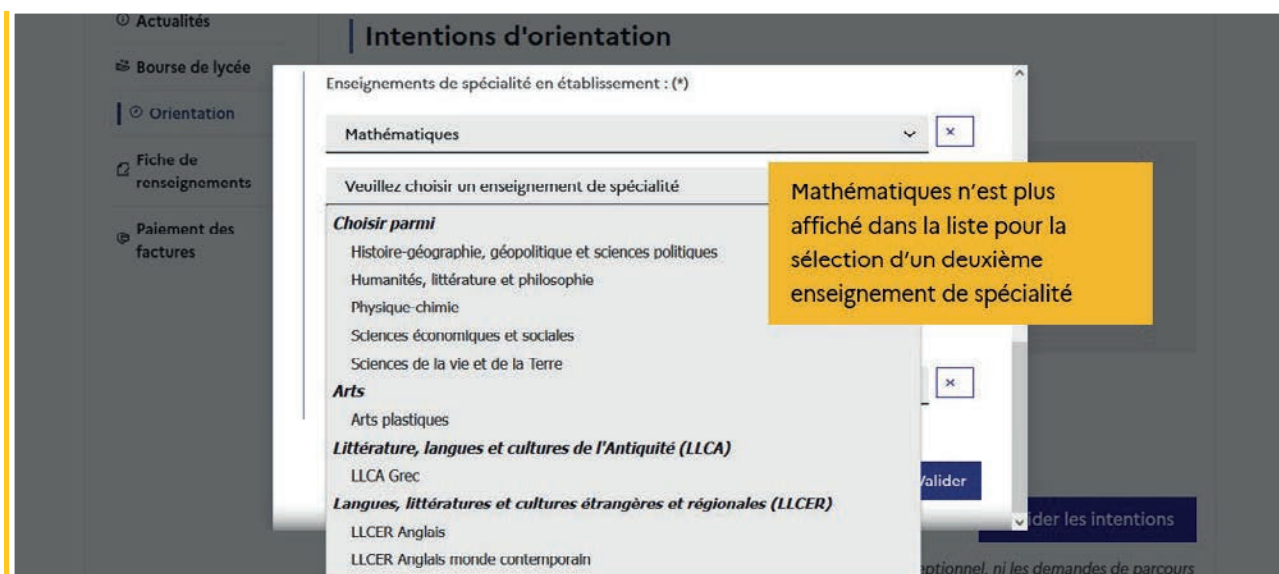 Actualités
Bourse de lycée
Orientation
Fiche de
renseignements
Paiement des
factures
Intentions d'orientation
Enseignements de spécialité en établissement : (*)
Mathématiques
Veuillez choisir un enseignement de spécialité
Choisir parmi
Histoire-géographie, géopolitique et sciences politiques
Humanités, littérature et philosophie
Physique-chimie
Sciences économiques et sociales
Sciences de la vie et de la Terre
Arts
Arts plastiques
Littérature, langues et cultures de l'Antiquité (LLCA)
LLCA Grec
Langues, littératures et cultures étrangères et régionales (LLCER)
LLCER Anglais
LLCER Anglais monde contemporain
Mathématiques n’est plus
affiché dans la liste pour la
sélection d’un deuxième
enseignement de spécialité
Valider
ider les intentions
eptionnel, ni les demandes de parcours